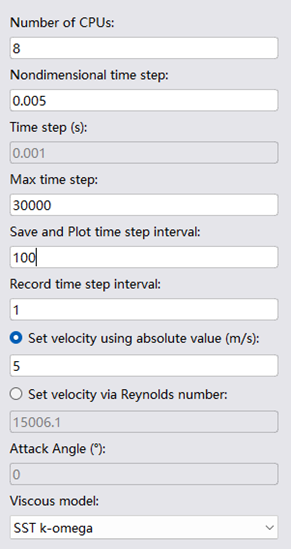 Number of CPUs:
8
Nondimensional time step:
0.005
Time step (s):
0.001
Max time step:
30000
Save and Plot time step interval:
100
Record time step interval:
1
Set velocity using absolute value (m/s):
5
Set velocity via Reynolds number:
15006.1
Attack Angle (°):
0
Viscous model:
SST k-omega